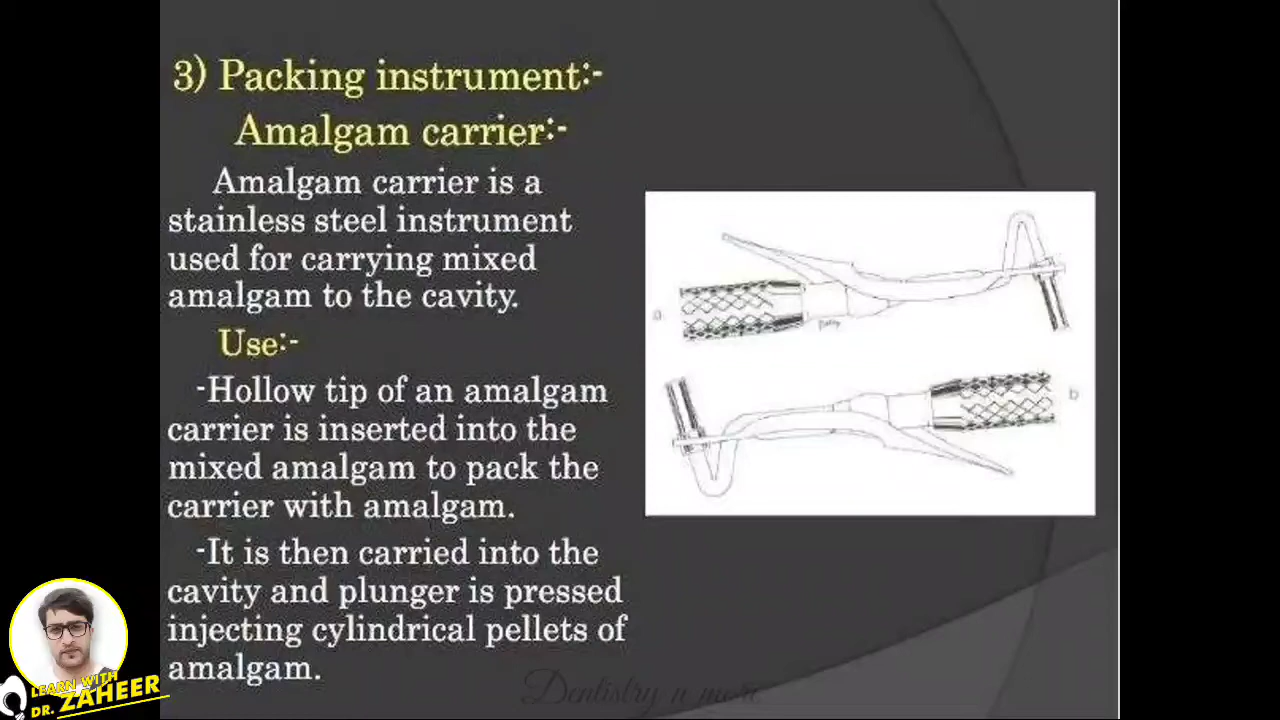 3) Packing instrument:-
Amalgam carrier:-
Amalgam carrier is a
stainless steel instrument
used for carrying mixed
amalgam to the cavity.
Use:-
-Hollow tip of an amalgam
carrier is inserted into the
mixed amalgam to pack the
carrier with amalgam.
-It is then carried into the
cavity and plunger is pressed
injecting cylindrical pellets of
amalgam.
a
b
LEARN WITH
DR. ZAHEER
Dentistry n more